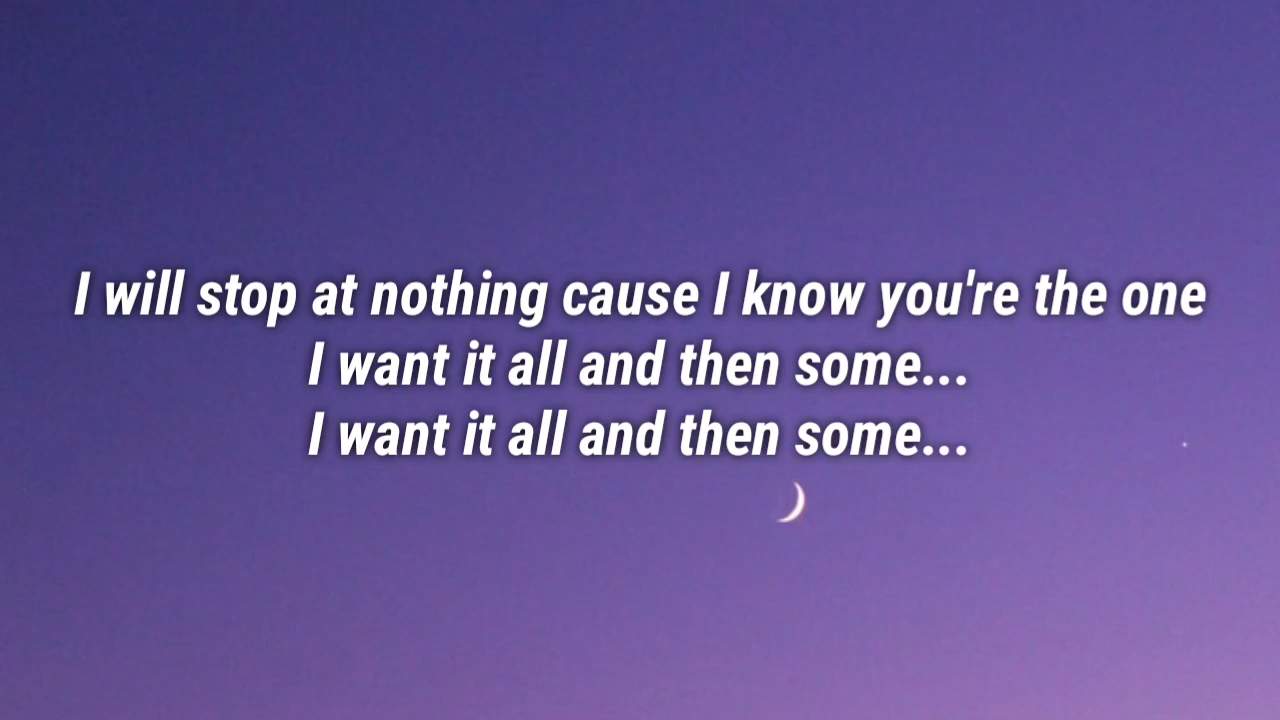 I will stop at nothing cause I know you're the one
I want it all and then some...
I want it all and then some...